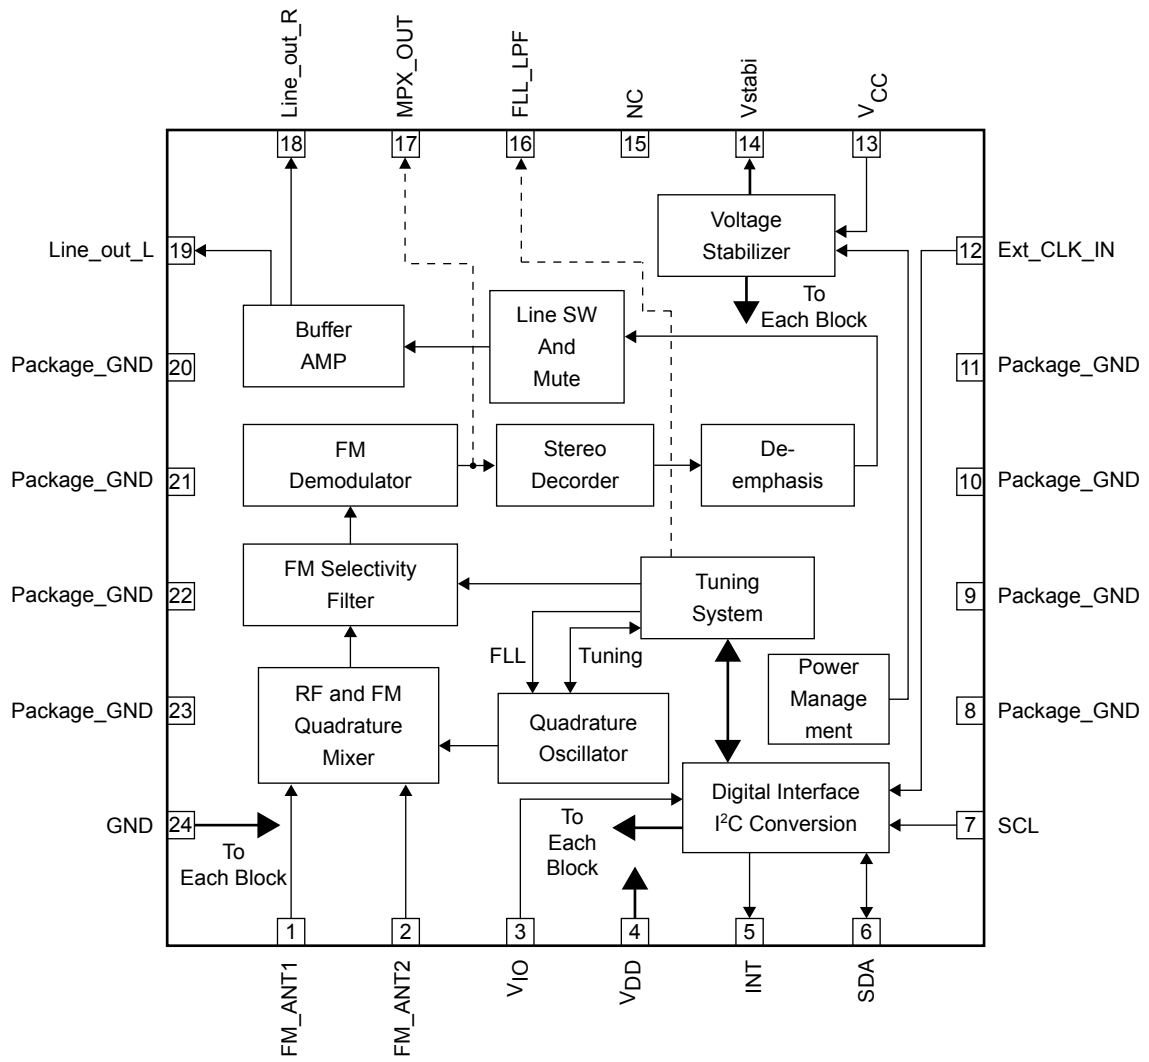 Line_out_R
MPX_OUT
FLL_LPF
NC
Vstabi
VCC
18
17
16
15
14
13
Line_out_L
19
Voltage
Stabilizer
12
Ext_CLK_IN
To
Each Block
Buffer
AMP
Line SW
And
Mute
Package_GND
20
11
Package_GND
FM
Demodulator
Stereo
Decorder
De-
emphasis
Package_GND
21
10
Package_GND
FM Selectivity
Filter
Tuning
System
Package_GND
22
9
Package_GND
FLL
Tuning
RF and FM
Quadrature
Mixer
Quadrature
Oscillator
Power
Manage
ment
Package_GND
23
8
Package_GND
Digital Interface
I²C Conversion
GND
24
To
Each Block
To
Each
Block
7
SCL
1
2
3
4
5
6
FM_ANT1
FM_ANT2
VIO
VDD
INT
SDA